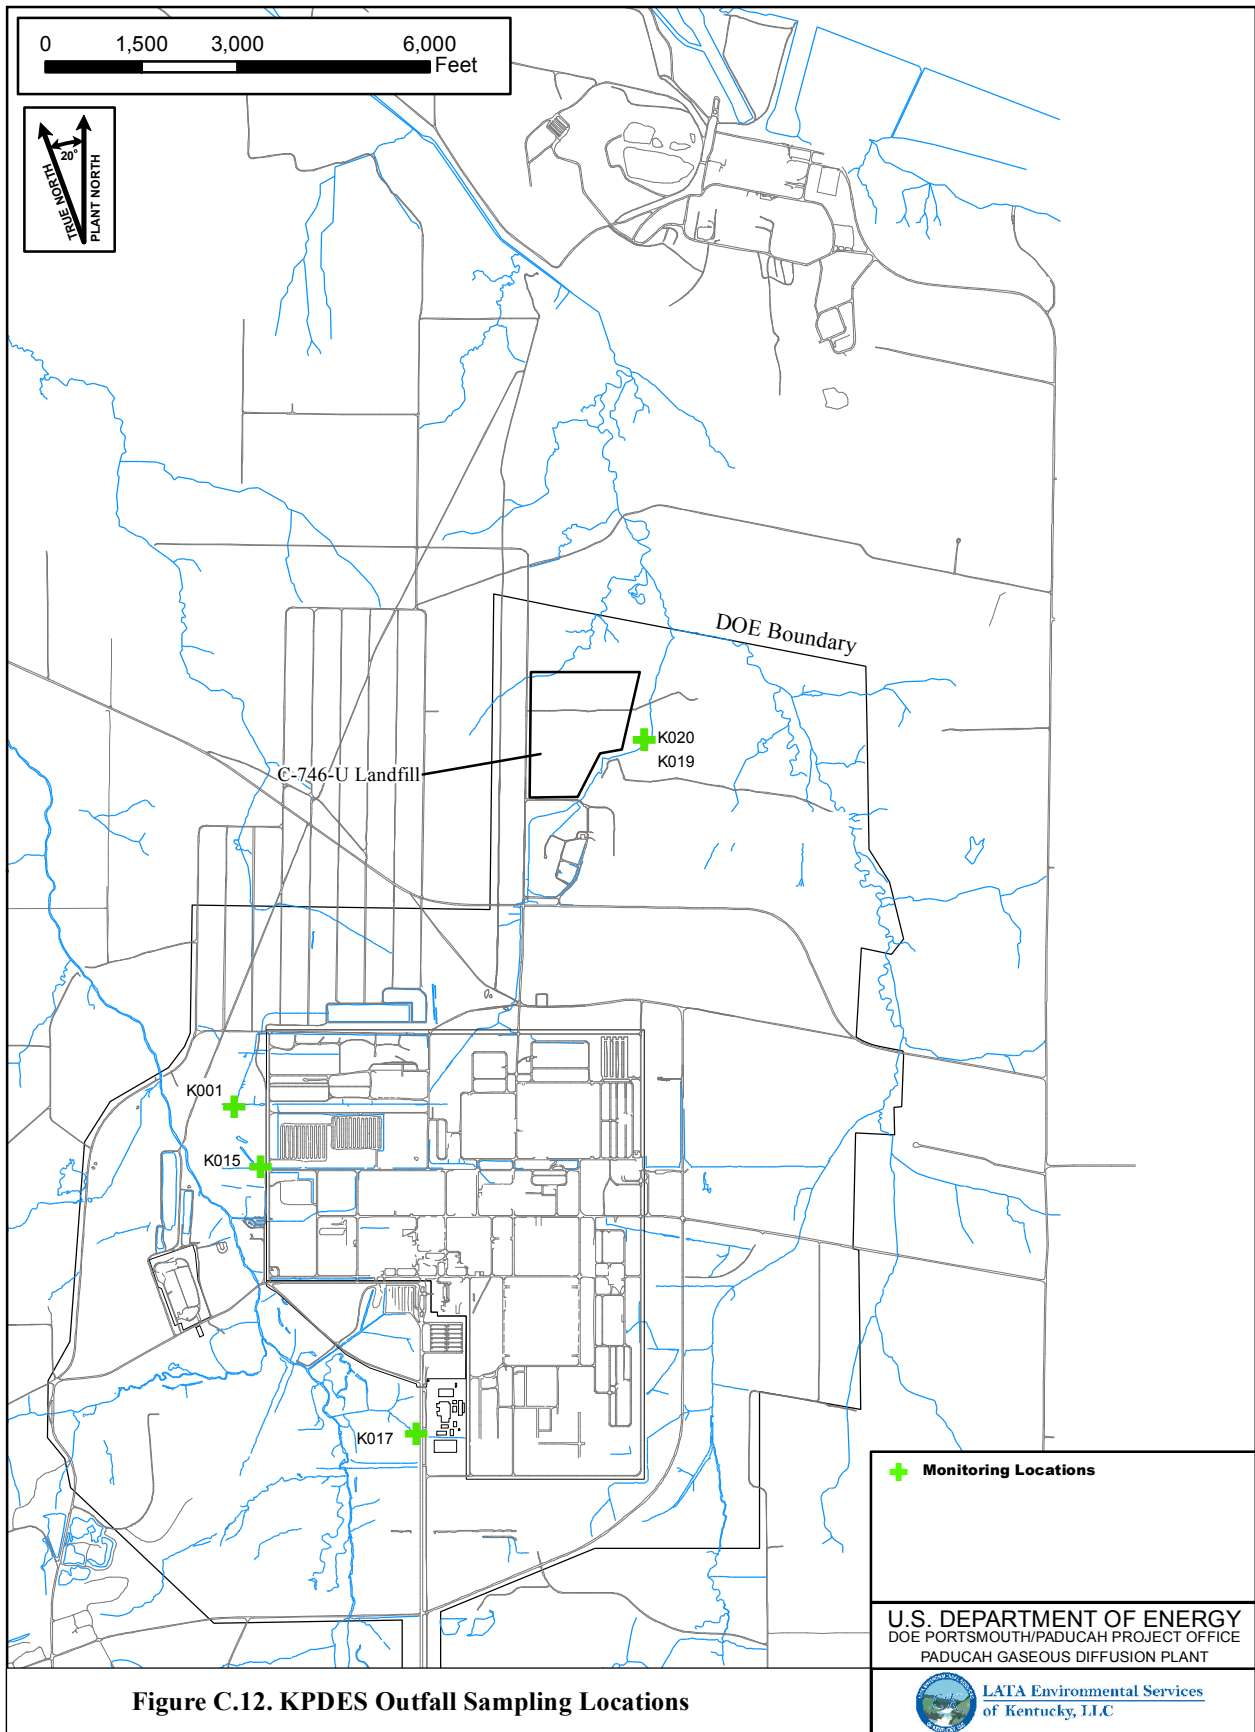 0 1,500 3,000 6,000
Feet
20°
TRUE NORTH
PLANT NORTH
DOE Boundary
K020
K019
C-746-U Landfill
K001
K015
K017
Monitoring Locations
U.S. DEPARTMENT OF ENERGY
DOE PORTSMOUTH/PADUCAH PROJECT OFFICE
PADUCAH GASEOUS DIFFUSION PLANT
Figure C.12. KPDES Outfall Sampling Locations
LATA Environmental Services
of Kentucky, LLC